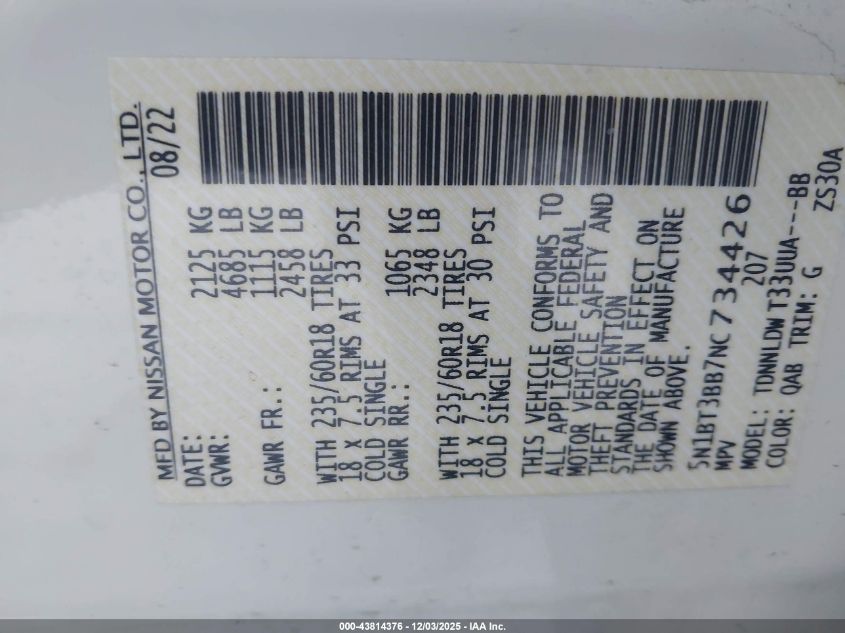 MFD BY NISSAN MOTOR CO., LTD.
DATE: 08/22
GVWR: 2125 KG
4685 LB
GAWR FR.: 1115 KG
2458 LB
WITH 235/60R18 TIRES
18 X 7.5 RIMS AT 33 PSI
COLD SINGLE
GAWR RR.: 1065 KG
2348 LB
WITH 235/60R18 TIRES
18 X 7.5 RIMS AT 30 PSI
COLD SINGLE
THIS VEHICLE CONFORMS TO
ALL APPLICABLE FEDERAL
MOTOR VEHICLE SAFETY AND
THEFT PREVENTION
STANDARDS IN EFFECT ON
THE DATE OF MANUFACTURE
SHOWN ABOVE.
5N1BT3BB7NC734426
MPV 207
MODEL: TDNNLDWT33UUA---BB
COLOR: QAB TRIM: G ZS30A
000-43814376 - 12/03/2025 - IAA Inc.